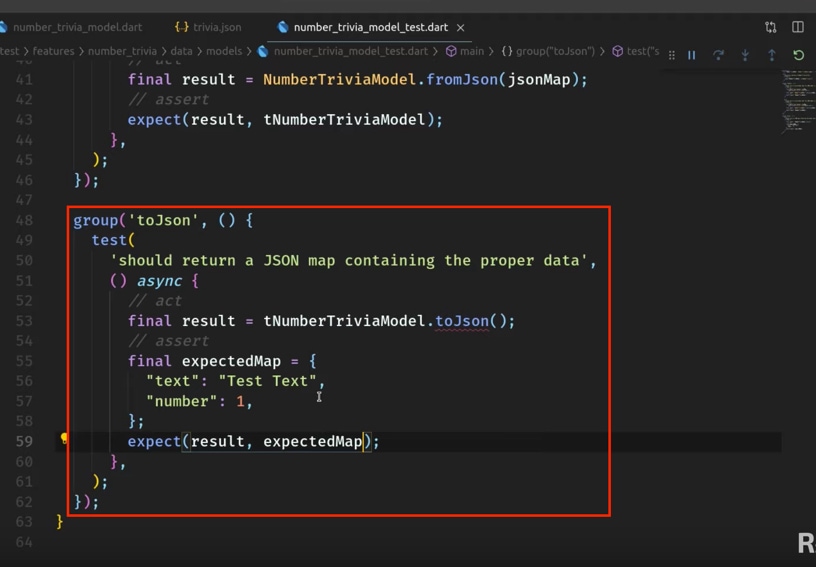 number_trivia_model.dart
{..} trivia.json
number_trivia_model_test.dart
test > features > number_trivia > data > models > number_trivia_model_test.dart > main > group("toJson") > test("s
41 final result = NumberTriviaModel.fromJson(jsonMap);
42 // assert
43 expect(result, tNumberTriviaModel);
44 },
45 );
46 });
47
48 group('toJson', () {
49 test(
50 'should return a JSON map containing the proper data',
51 () async {
52 // act
53 final result = tNumberTriviaModel.toJson();
54 // assert
55 final expectedMap = {
56 "text": "Test Text",
57 "number": 1,
58 };
59 expect(result, expectedMap);
60 },
61 );
62 });
63 }
64